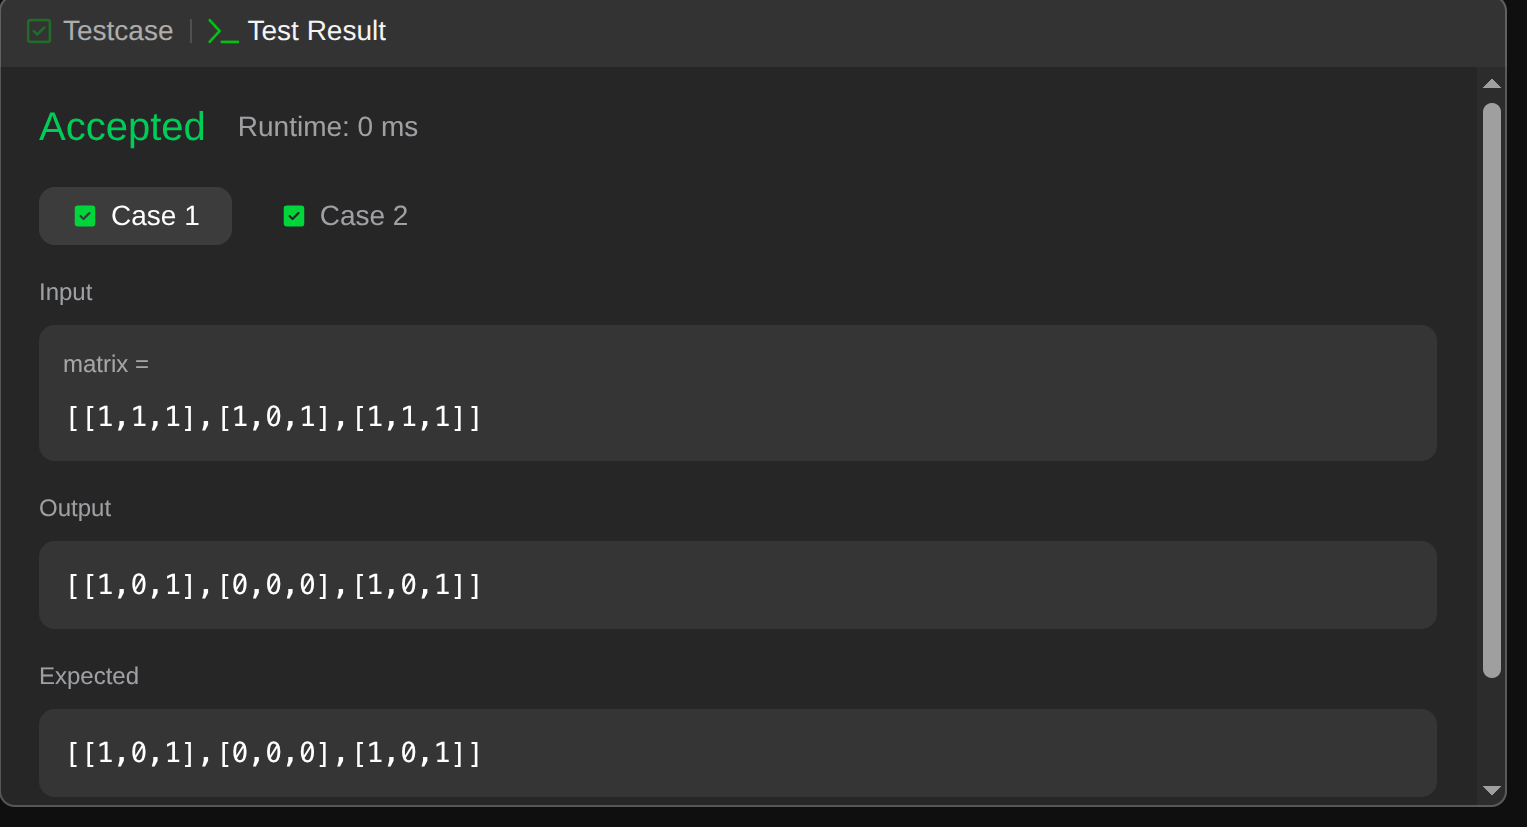 Testcase | Test Result
Accepted Runtime: 0 ms
Case 1 Case 2
Input
matrix =
[[1,1,1],[1,0,1],[1,1,1]]
Output
[[1,0,1],[0,0,0],[1,0,1]]
Expected
[[1,0,1],[0,0,0],[1,0,1]]